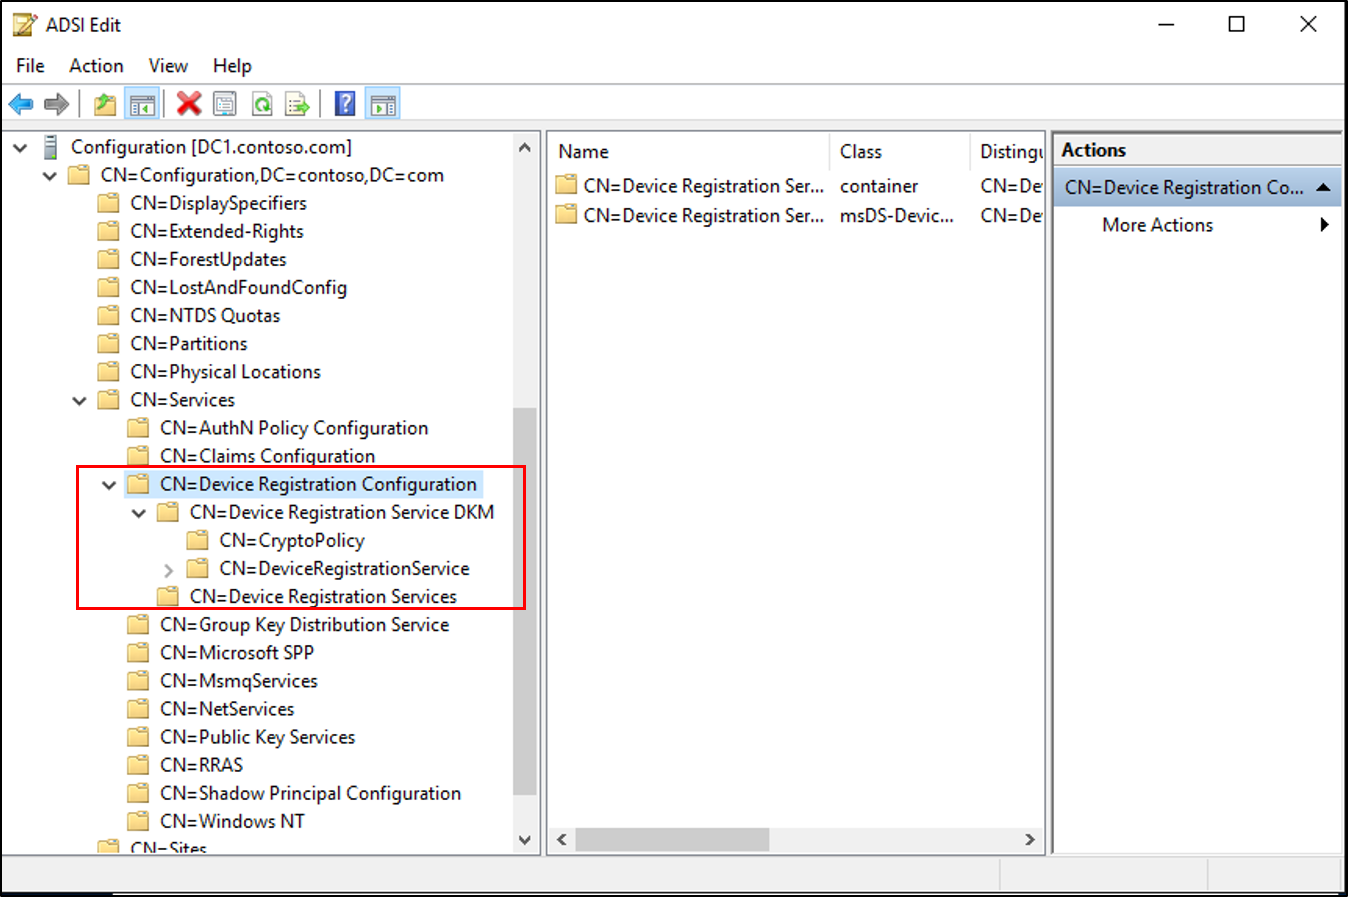 ADSI Edit
File Action View Help
Configuration [DC1.contoso.com]
CN=Configuration,DC=contoso,DC=com
CN=DisplaySpecifiers
CN=Extended-Rights
CN=ForestUpdates
CN=LostAndFoundConfig
CN=NTDS Quotas
CN=Partitions
CN=Physical Locations
CN=Services
CN=AuthN Policy Configuration
CN=Claims Configuration
CN=Device Registration Configuration
CN=Device Registration Service DKM
CN=CryptoPolicy
CN=DeviceRegistrationService
CN=Device Registration Services
CN=Group Key Distribution Service
CN=Microsoft SPP
CN=MsmqServices
CN=NetServices
CN=Public Key Services
CN=RRAS
CN=Shadow Principal Configuration
CN=Windows NT
CN=Sites
Name Class Distingu
CN=Device Registration Ser... container CN=De
CN=Device Registration Ser... msDS-Devic... CN=De
Actions
CN=Device Registration Co...
More Actions